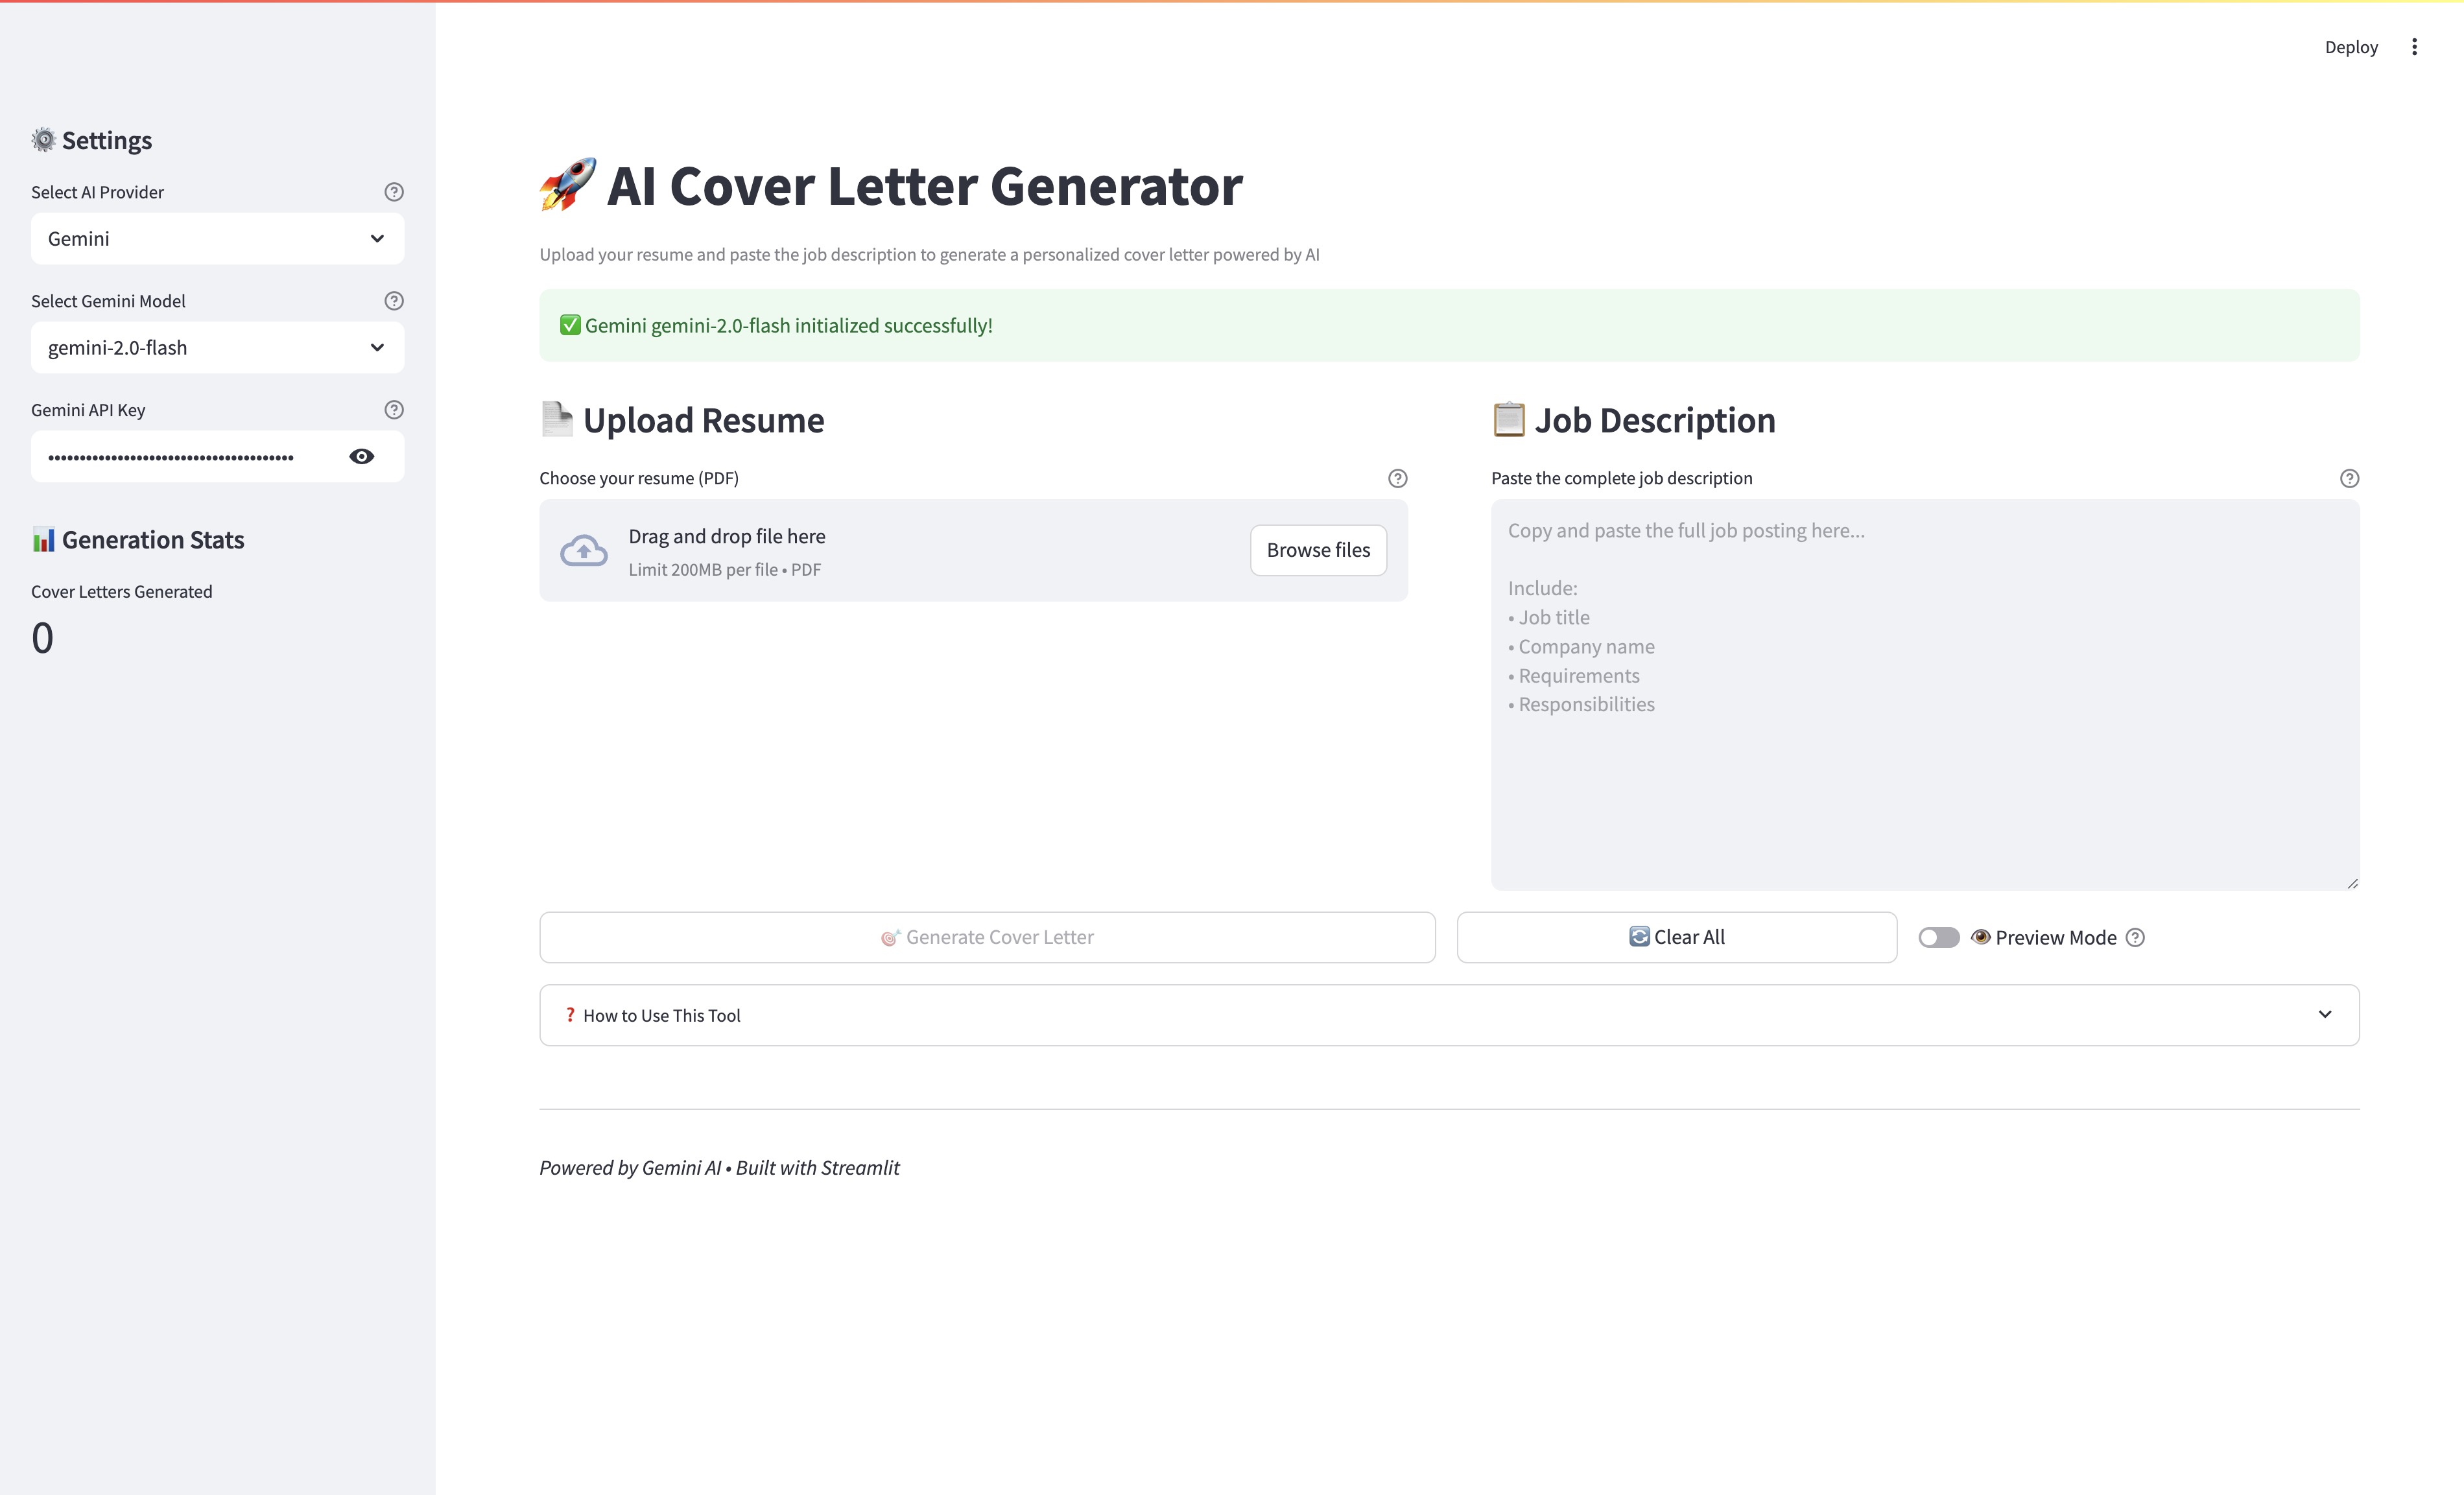 Deploy
⚙️ Settings
Select AI Provider
Gemini
Select Gemini Model
gemini-2.0-flash
Gemini API Key
••••••••••••••••••••••••••••••••••••••
📊 Generation Stats
Cover Letters Generated
0
🚀 AI Cover Letter Generator
Upload your resume and paste the job description to generate a personalized cover letter powered by AI
✅ Gemini gemini-2.0-flash initialized successfully!
📄 Upload Resume
Choose your resume (PDF)
Drag and drop file here
Limit 200MB per file • PDF
Browse files
📋 Job Description
Paste the complete job description
Copy and paste the full job posting here...
Include:
• Job title
• Company name
• Requirements
• Responsibilities
🎯 Generate Cover Letter
🔄 Clear All
👁️ Preview Mode
❓ How to Use This Tool
Powered by Gemini AI • Built with Streamlit